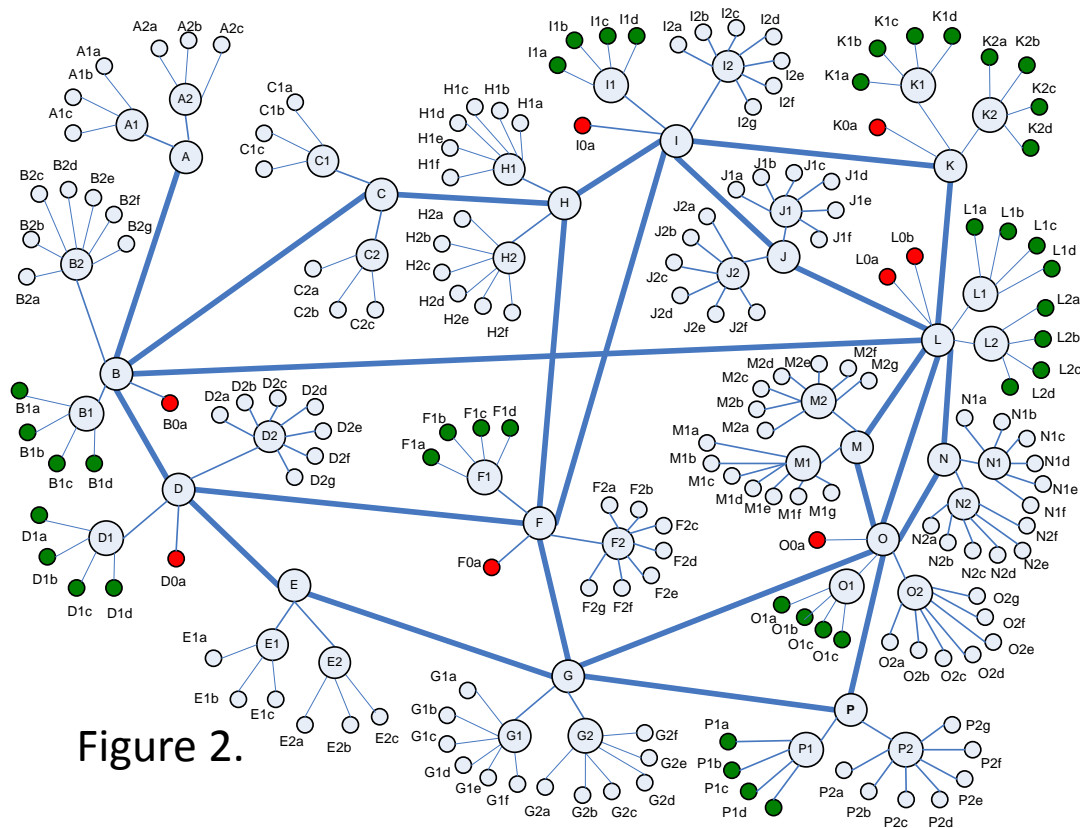 I1b
I1c
I1d
I1a
I1
I2b
I2c
I2d
I2a
I2
I2e
I2f
I2g
I0a
I
K1c
K1d
K1b
K1a
K1
K2a
K2b
K2c
K2d
K2
K0a
K
A2a
A2b
A2c
A1a
A1b
A1c
A1
A2
A
C1a
C1b
C1c
C1
C
C2
C2a
C2b
C2c
H1c
H1b
H1a
H1d
H1e
H1f
H1
H
H2a
H2b
H2c
H2d
H2e
H2f
H2
J1b
J1c
J1a
J1d
J1e
J1f
J1
J
J2a
J2b
J2c
J2d
J2e
J2f
J2
L0b
L0a
L1a
L1b
L1c
L1d
L1
L2a
L2b
L2c
L2d
L2
L
B2c
B2d
B2e
B2f
B2g
B2b
B2a
B2
B
B0a
B1a
B1b
B1c
B1d
B1
D2b
D2c
D2a
D2d
D2e
D2f
D2g
D2
D
D0a
D1a
D1b
D1c
D1d
D1
F1b
F1c
F1d
F1a
F1
F
F0a
F2a
F2b
F2c
F2d
F2e
F2f
F2g
F2
M2d
M2e
M2f
M2g
M2c
M2b
M2a
M2
M
M1a
M1b
M1c
M1d
M1e
M1f
M1g
M1
N
N1a
N1b
N1c
N1d
N1e
N1f
N1
N2
N2a
N2b
N2c
N2d
N2e
N2f
O0a
O
O1
O1a
O1b
O1c
O1c
O2
O2a
O2b
O2c
O2d
O2e
O2f
O2g
E
E1a
E1b
E1c
E1
E2
E2a
E2b
E2c
G
G1a
G1b
G1c
G1d
G1e
G1f
G1
G2
G2a
G2b
G2c
G2d
G2e
G2f
P
P1a
P1b
P1c
P1d
P1
P2
P2a
P2b
P2c
P2d
P2e
P2f
P2g
Figure 2.